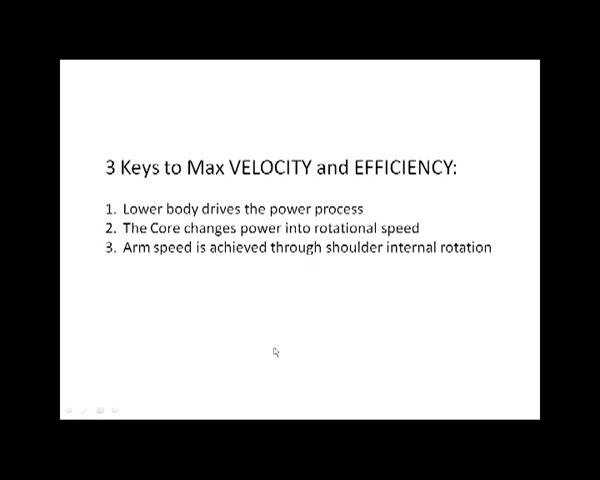 3 Keys to Max VELOCITY and EFFICIENCY:
1. Lower body drives the power process
2. The Core changes power into rotational speed
3. Arm speed is achieved through shoulder internal rotation